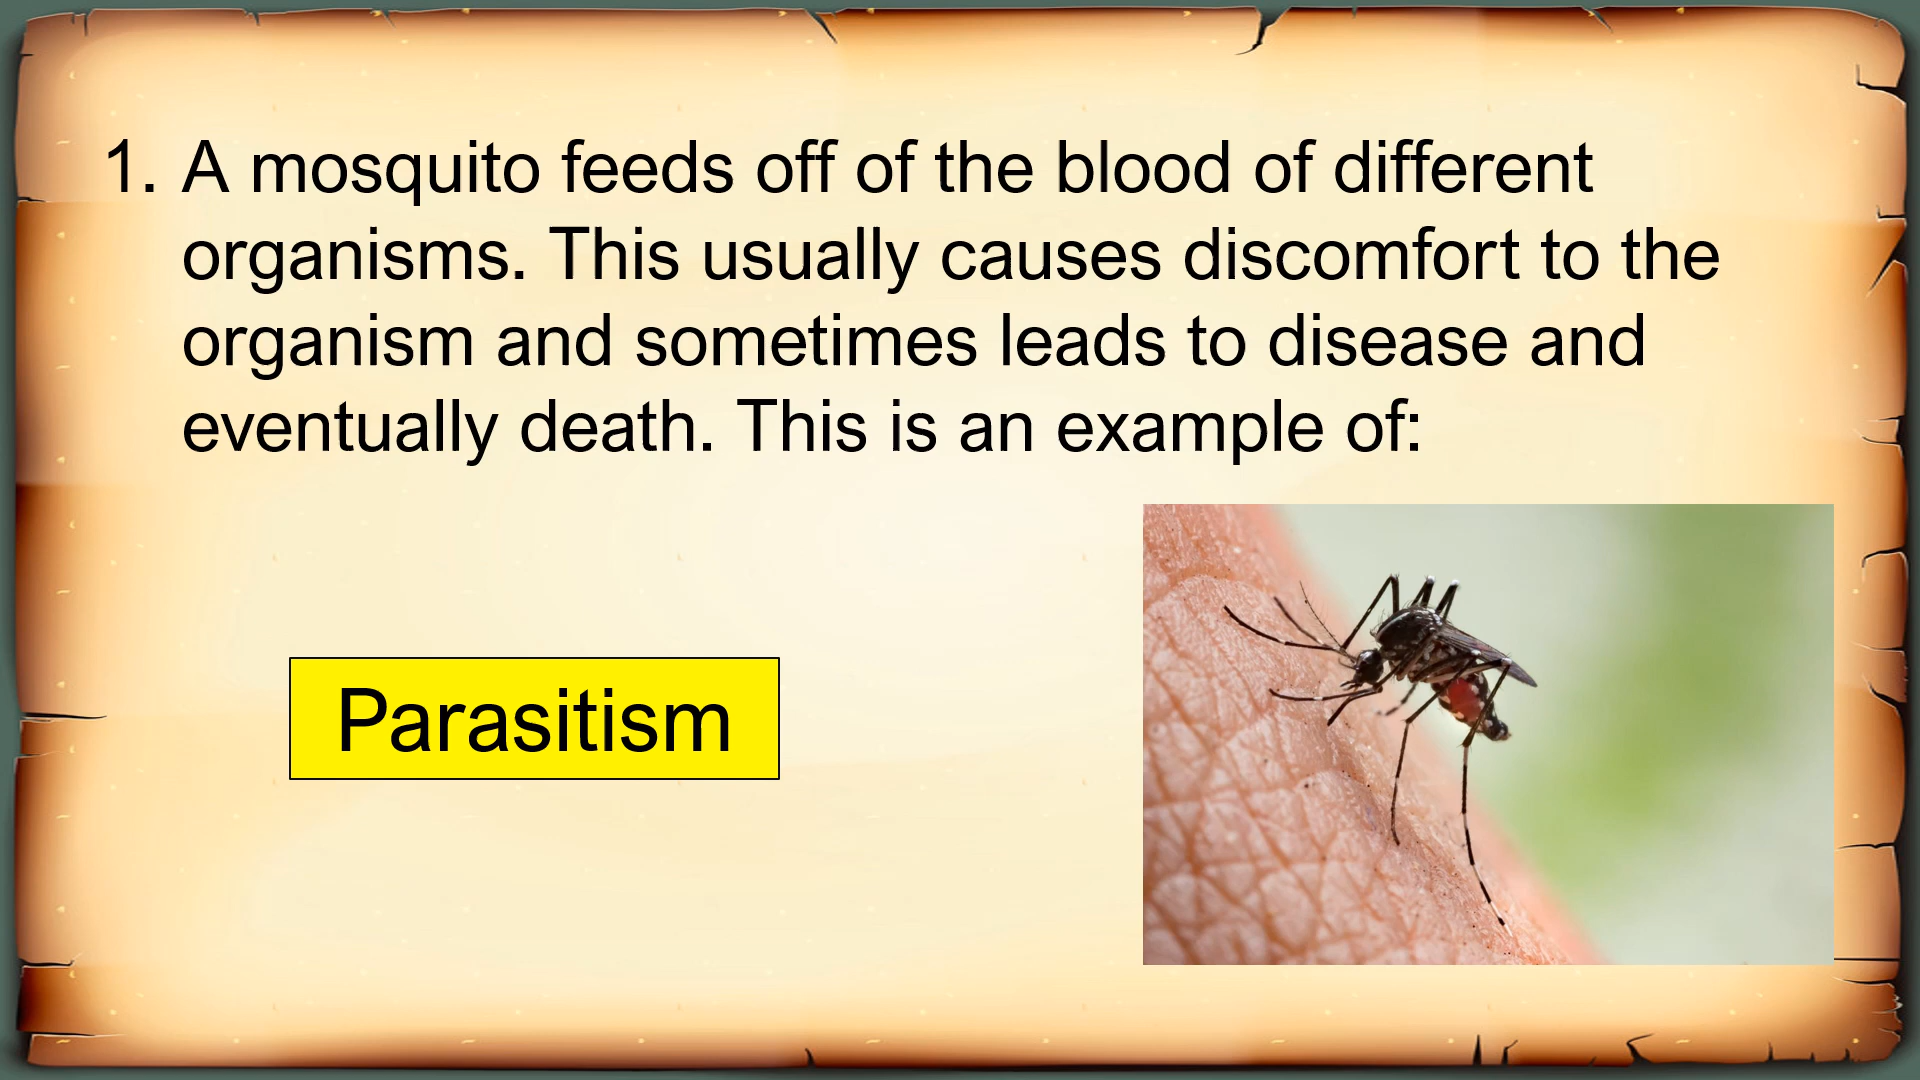 1. A mosquito feeds off of the blood of different
organisms. This usually causes discomfort to the
organism and sometimes leads to disease and
eventually death. This is an example of:
Parasitism